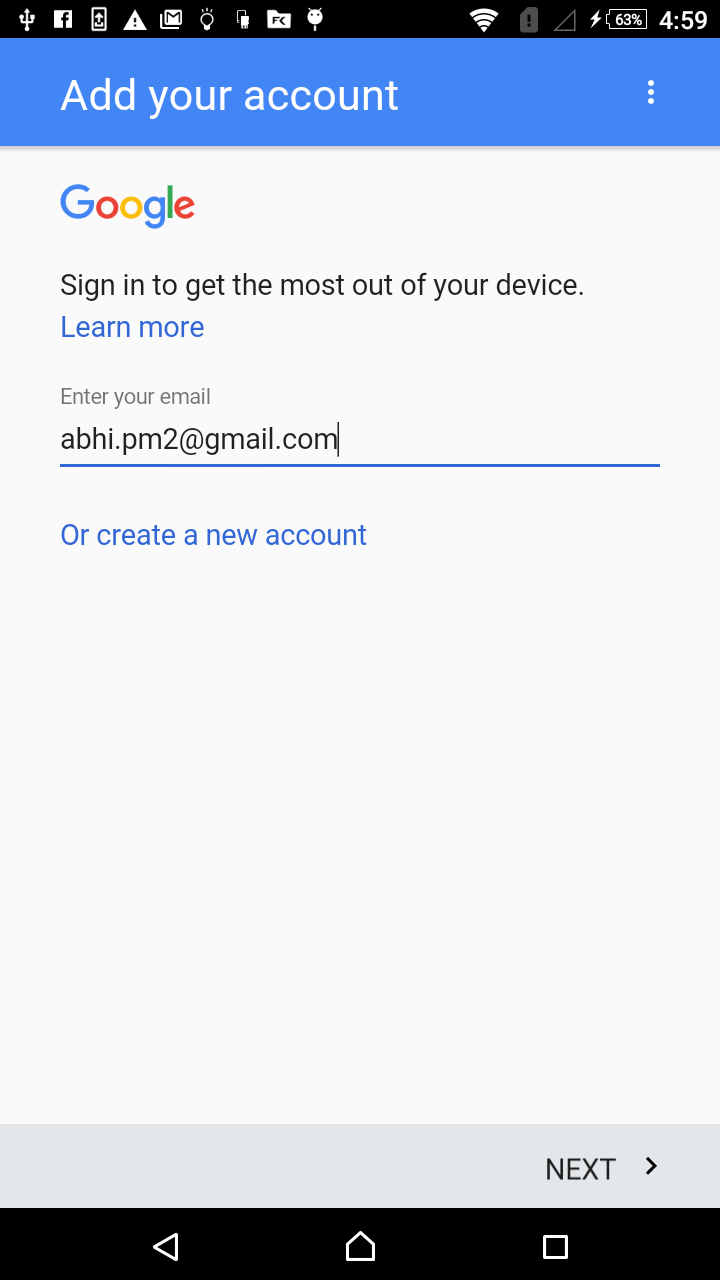 63% 4:59
Add your account
Google
Sign in to get the most out of your device.
Learn more
Enter your email
abhi.pm2@gmail.com
Or create a new account
NEXT